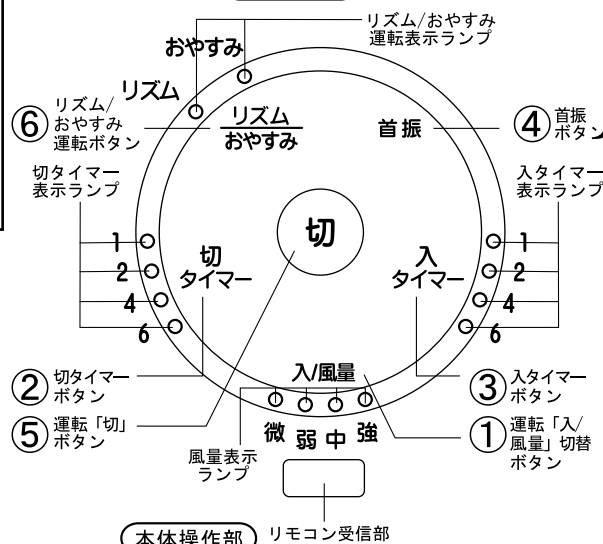 リズム/おやすみ
運転表示ランプ
おやすみ
リズム
⑥ リズム/
おやすみ
運転ボタン
リズム
おやすみ
首振
④ 首振
ボタン
切タイマー
表示ランプ
入タイマー
表示ランプ
切
1
2
4
6
切
タイマー
入
タイマー
1
2
4
6
② 切タイマー
ボタン
入/風量
③ 入タイマー
ボタン
⑤ 運転「切」
ボタン
微 弱 中 強
① 運転「入/
風量」切替
ボタン
風量表示
ランプ
本体操作部
リモコン受信部